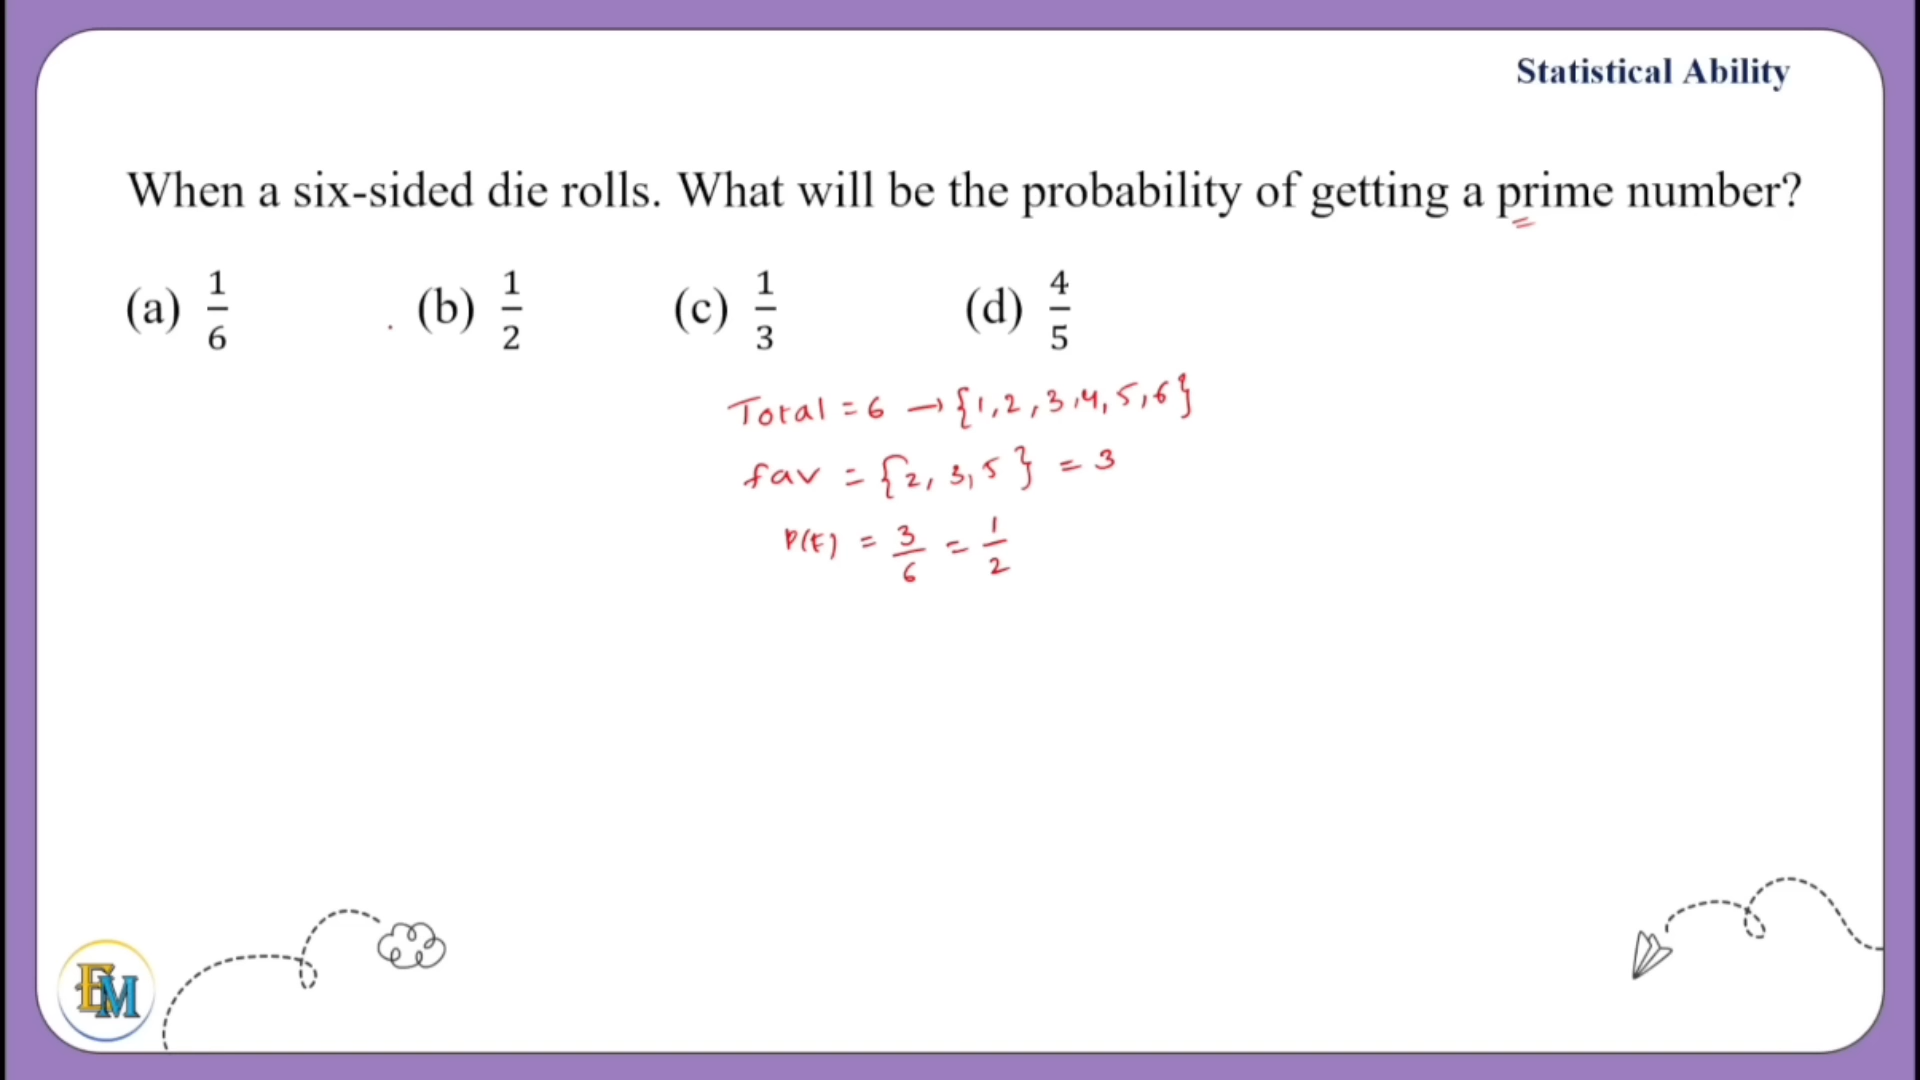 Statistical Ability
When a six-sided die rolls. What will be the probability of getting a prime number?
(a) 1/6 (b) 1/2 (c) 1/3 (d) 4/5
Total = 6 → {1, 2, 3, 4, 5, 6}
fav = {2, 3, 5} = 3
P(E) = 3/6 = 1/2
EM